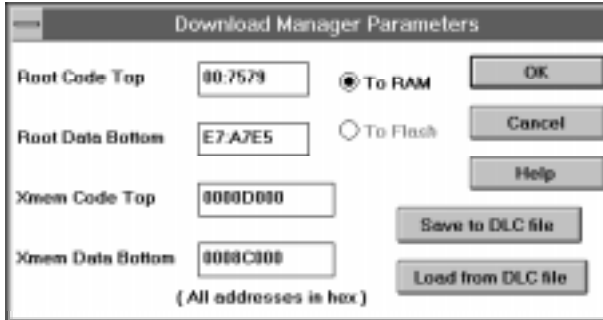 Download Manager Parameters
Root Code Top 00:7579 To RAM OK
Root Data Bottom E7:A7E5 To Flash Cancel
Help
Xmem Code Top 0000D000
Save to DLC file
Xmem Data Bottom 0008C000
Load from DLC file
( All addresses in hex )